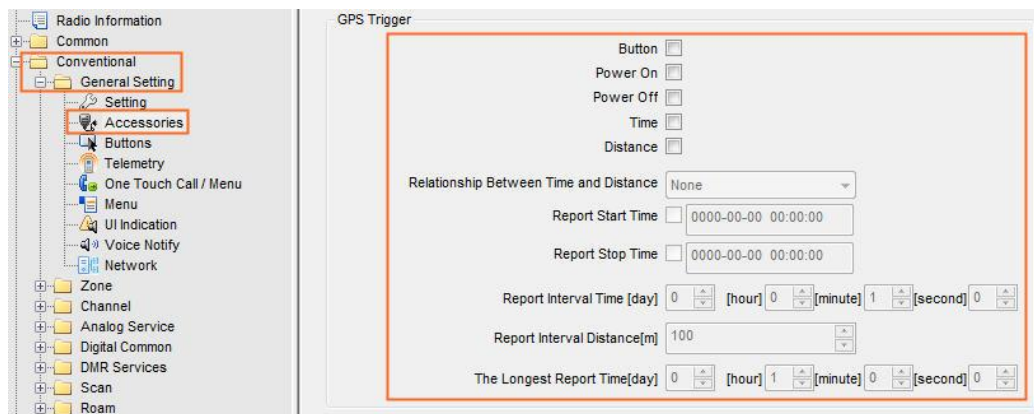 Radio Information
Common
Conventional
General Setting
Setting
Accessories
Buttons
Telemetry
One Touch Call / Menu
Menu
UI Indication
Voice Notify
Network
Zone
Channel
Analog Service
Digital Common
DMR Services
Scan
Roam
GPS Trigger
Button
Power On
Power Off
Time
Distance
Relationship Between Time and Distance None
Report Start Time 0000-00-00 00:00:00
Report Stop Time 0000-00-00 00:00:00
Report Interval Time [day] 0 [hour] 0 [minute] 1 [second] 0
Report Interval Distance[m] 100
The Longest Report Time[day] 0 [hour] 1 [minute] 0 [second] 0